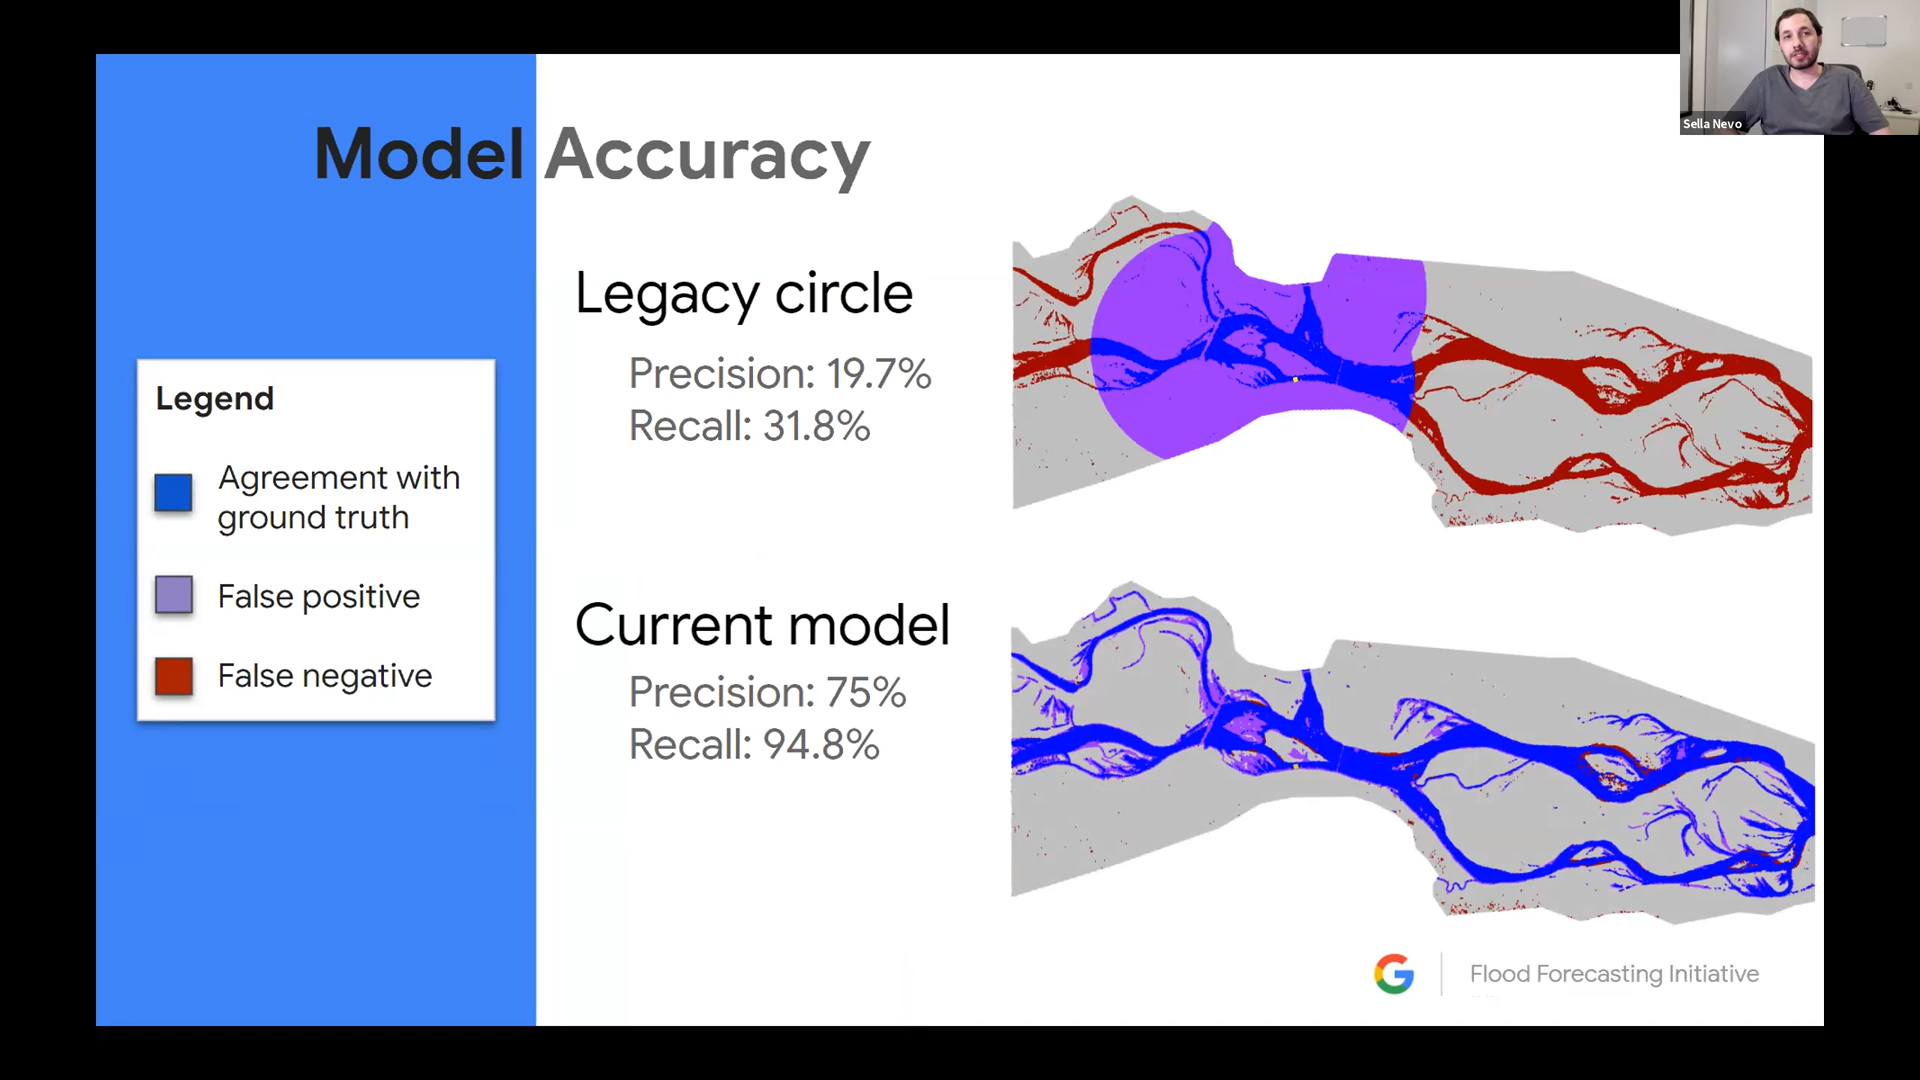 Sella Nevo
Model Accuracy
Legacy circle
Precision: 19.7%
Recall: 31.8%
Legend
Agreement with
ground truth
False positive
False negative
Current model
Precision: 75%
Recall: 94.8%
Flood Forecasting Initiative